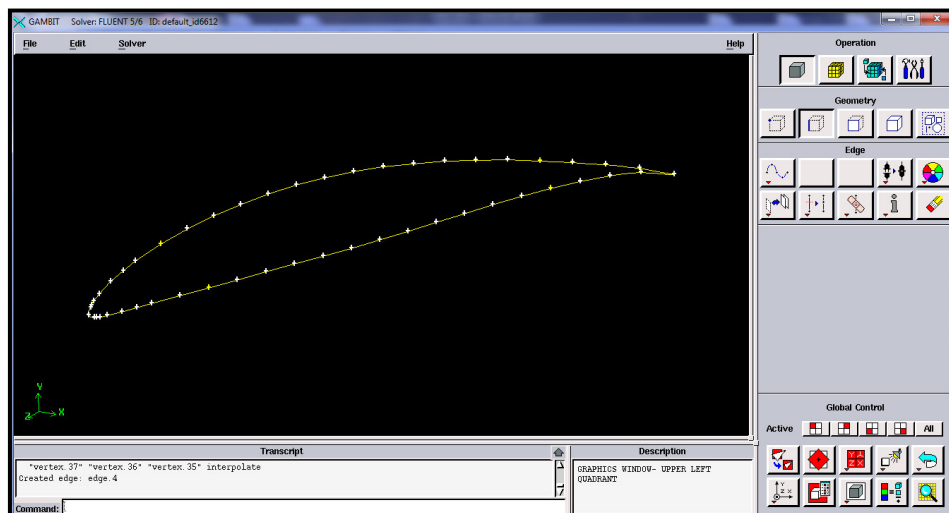 GAMBIT Solver: FLUENT 5/6 ID: default_id6612
File Edit Solver Help
Operation
Geometry
Edge
Y
Z X
Global Control
Active All
Transcript
"vertex.37" "vertex.36" "vertex.35" interpolate
Created edge: edge.4
Command:
Description
GRAPHICS WINDOW- UPPER LEFT
QUADRANT